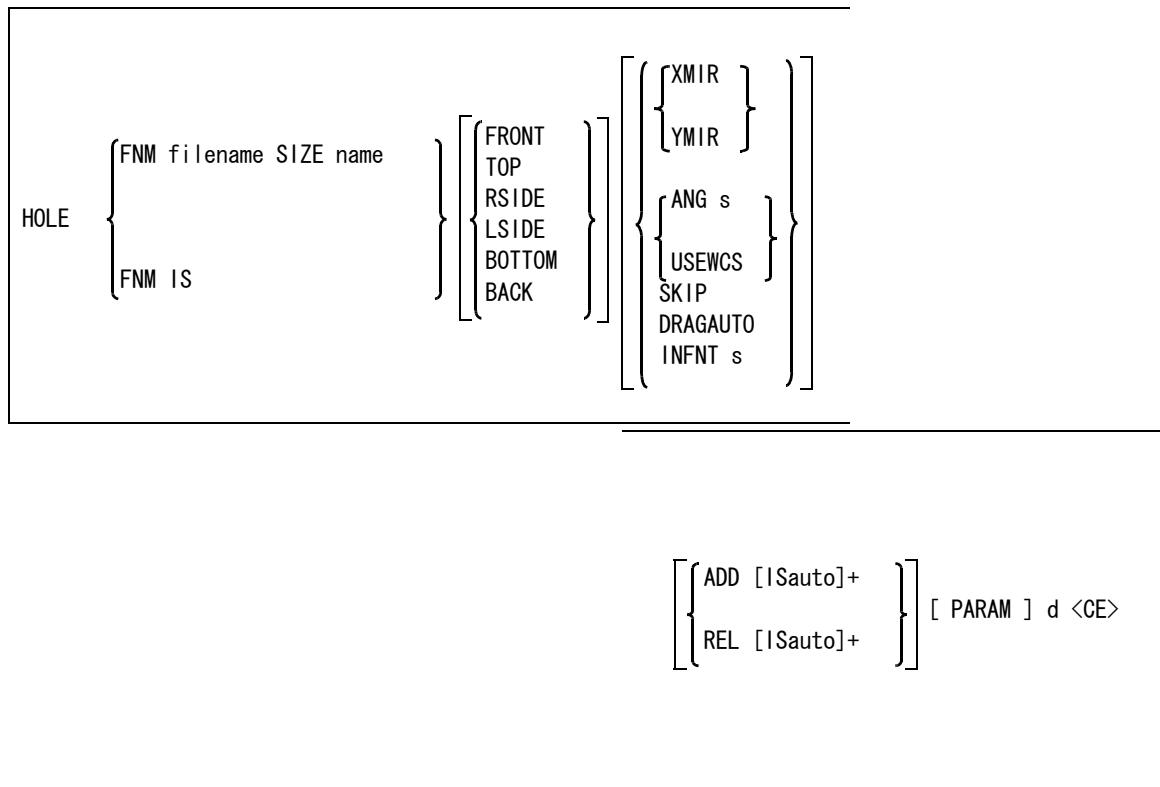 HOLE
FNM filename SIZE name
FNM IS
FRONT
TOP
RSIDE
LSIDE
BOTTOM
BACK
XMIR
YMIR
ANG s
USEWCS
SKIP
DRAGAUTO
INFNT s
ADD [ISauto]+
REL [ISauto]+
[ PARAM ] d <CE>